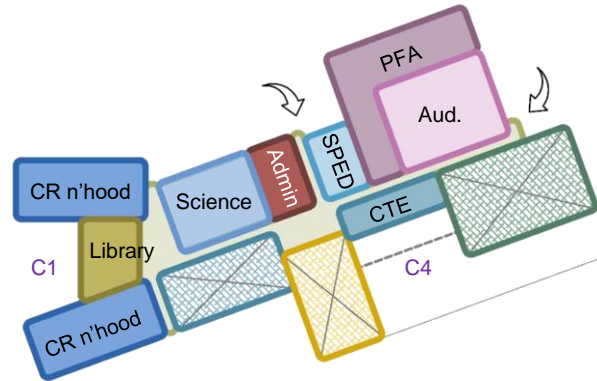 PFA
Aud.
SPED
Admin
CR n'hood
Science
CTE
Library
C1
C4
CR n'hood